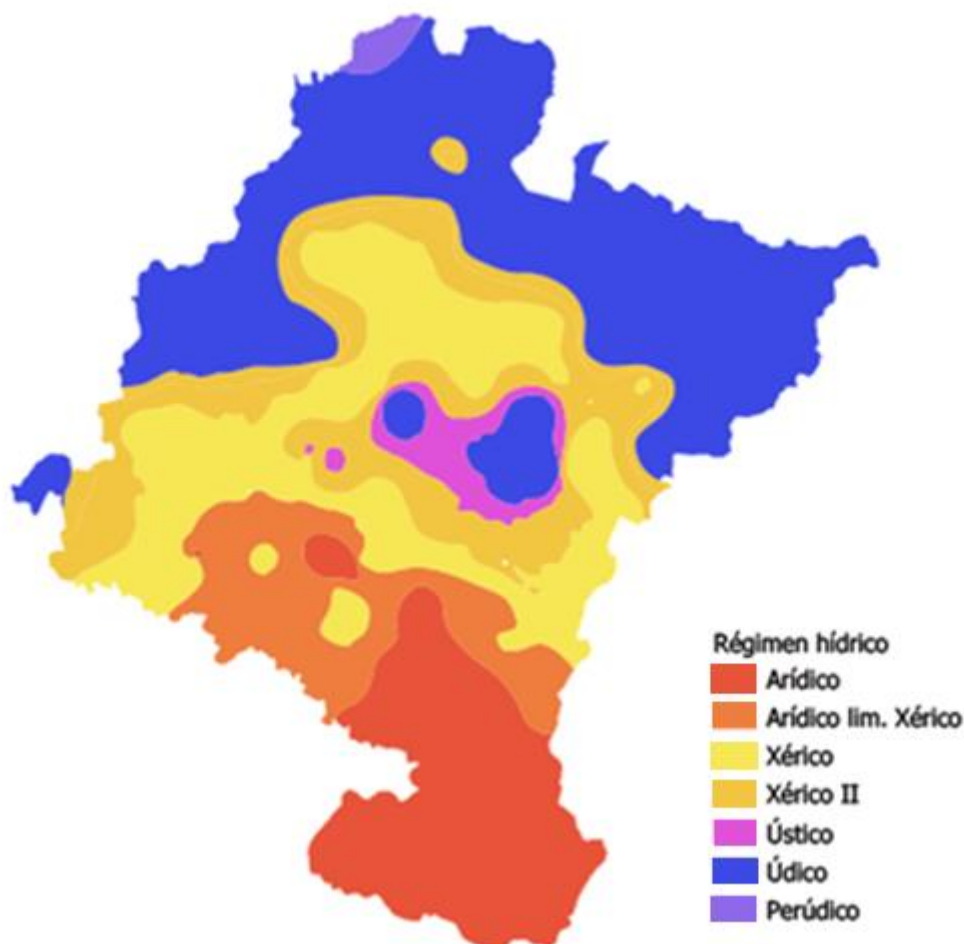 Régimen hídrico
Arídico
Arídico lim. Xérico
Xérico
Xérico II
Ústico
Údico
Perúdico